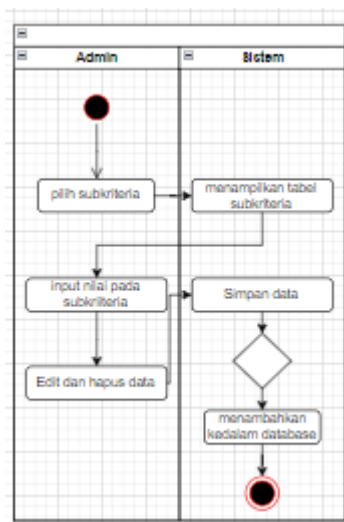 Admin
Sistem
pilih subkriteria
menampilkan tabel
subkriteria
input nilai pada
subkriteria
Simpan data
Edit dan hapus data
menambahkan
kedalam database